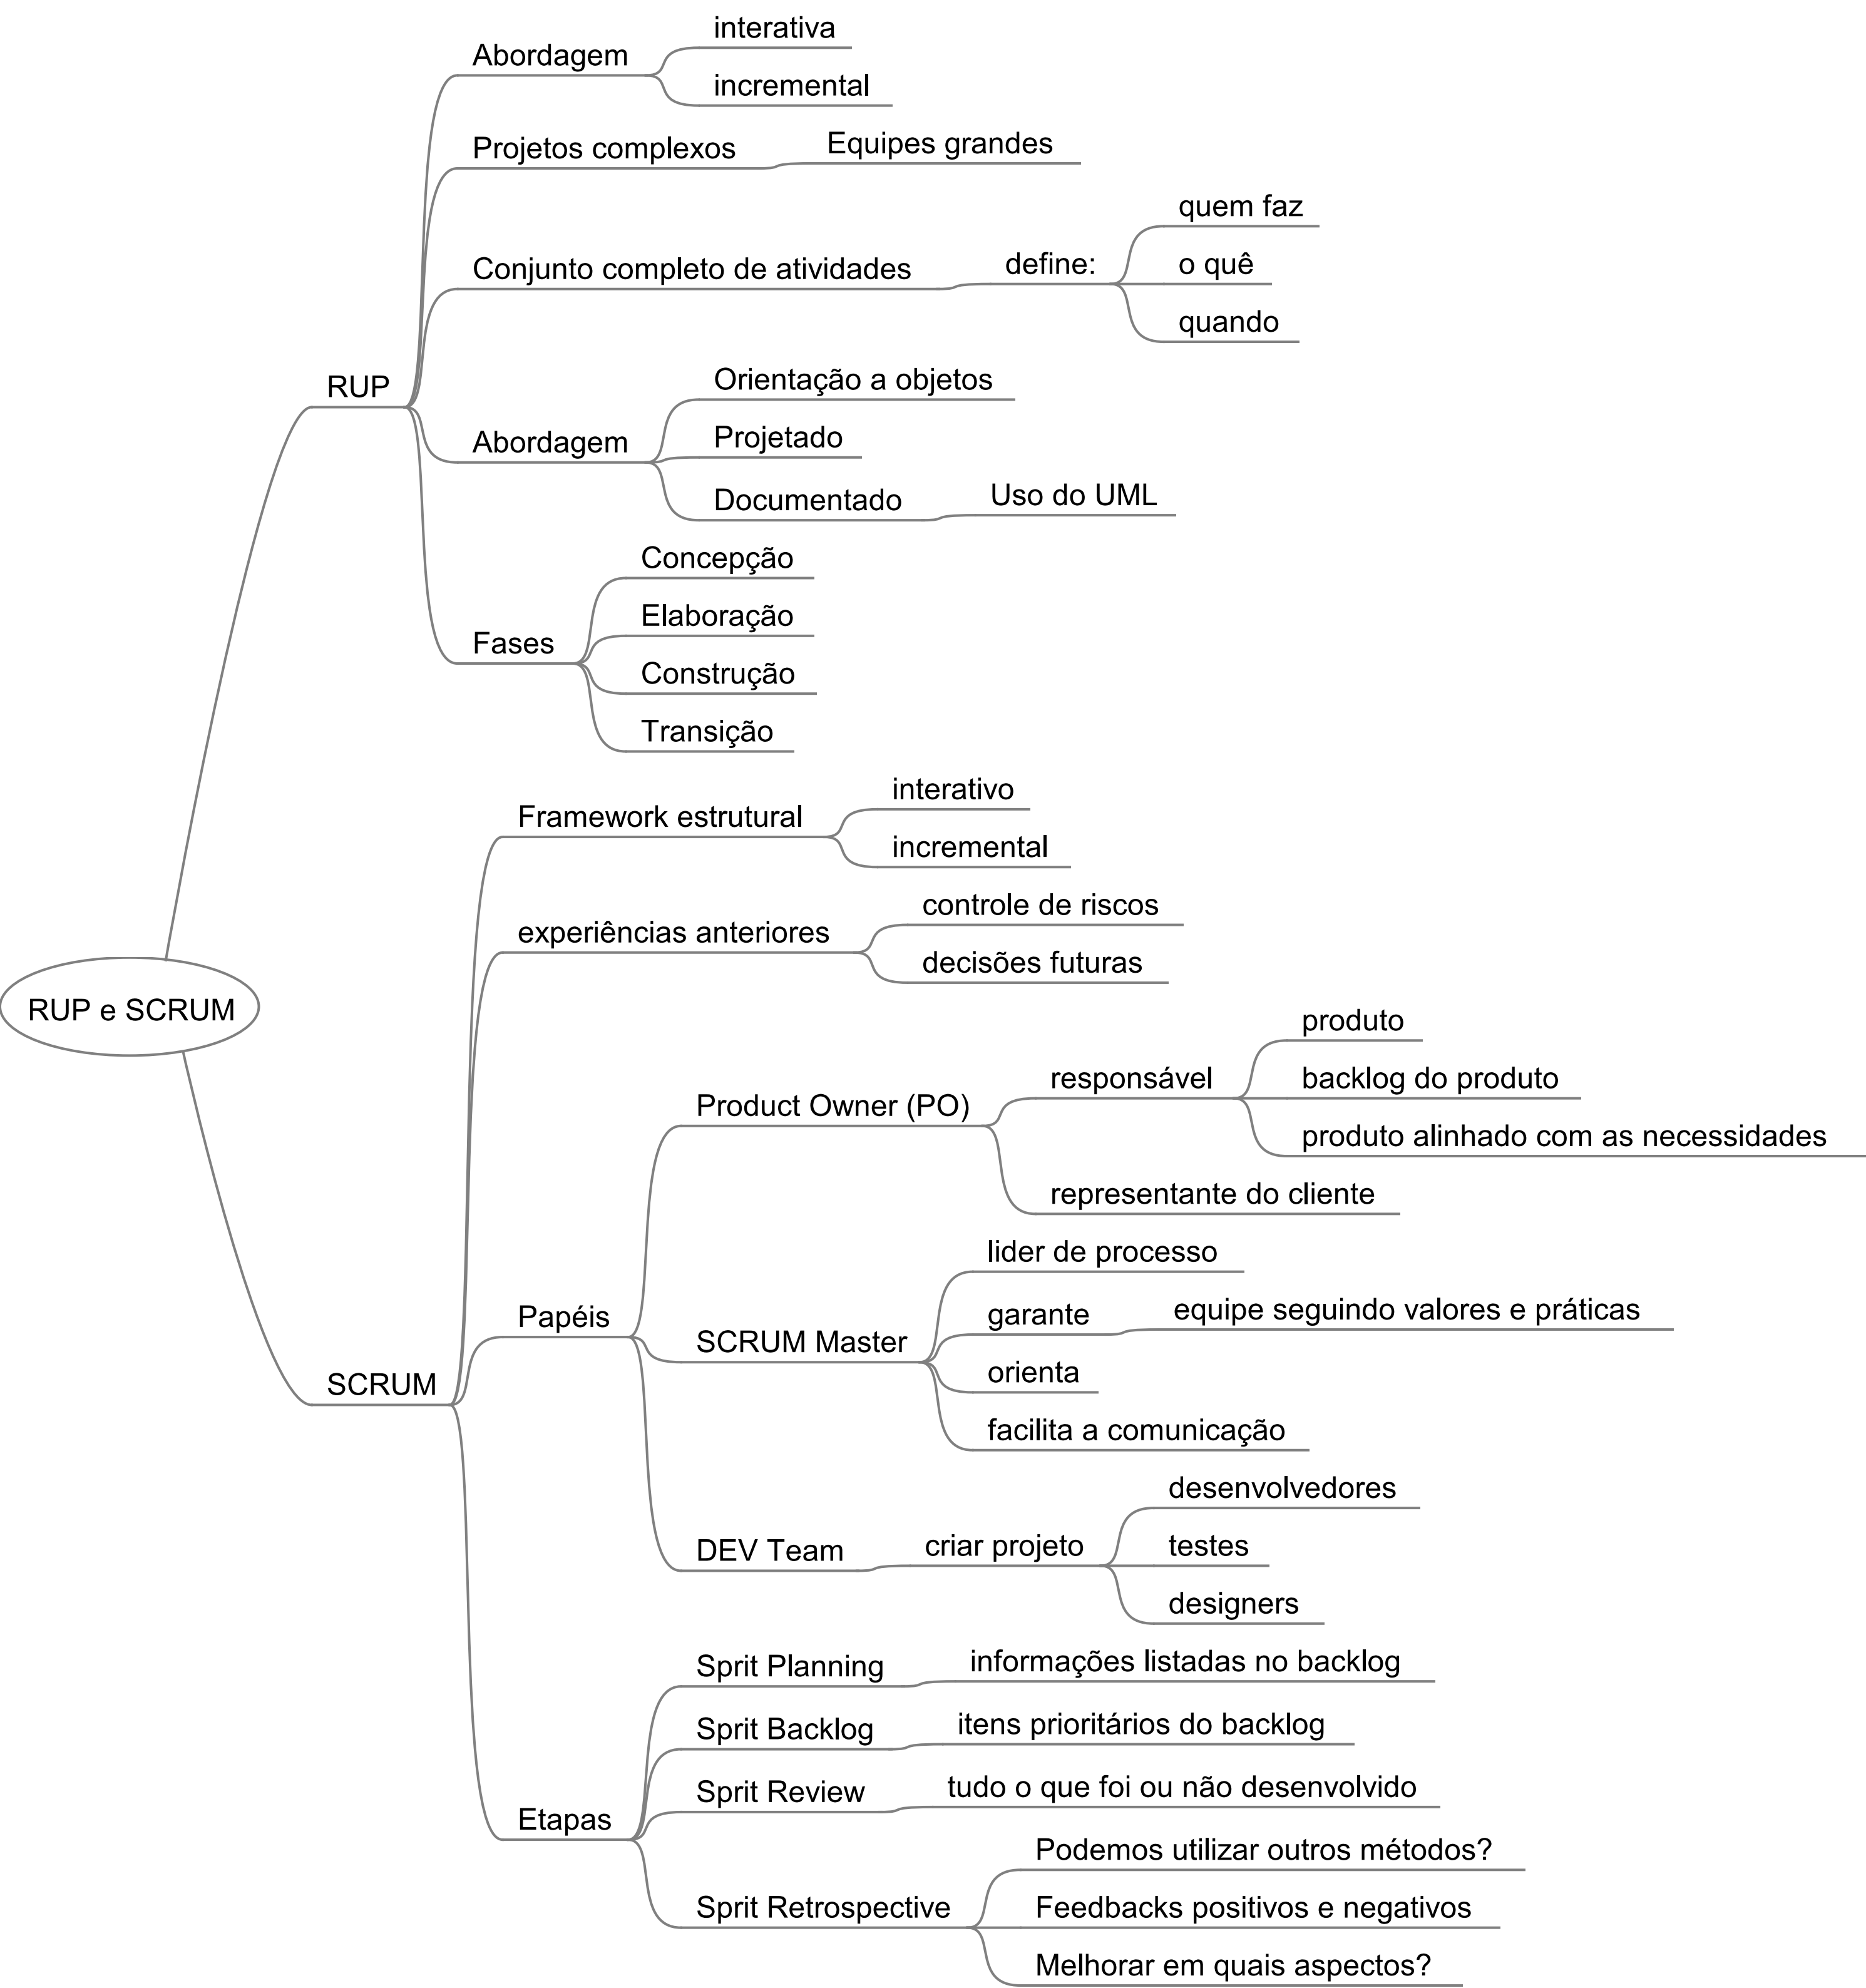 RUP e SCRUM
RUP
Abordagem
interativa
incremental
Projetos complexos
Equipes grandes
Conjunto completo de atividades
define:
quem faz
o quê
quando
Abordagem
Orientação a objetos
Projetado
Documentado
Uso do UML
Fases
Concepção
Elaboração
Construção
Transição
SCRUM
Framework estrutural
interativo
incremental
experiências anteriores
controle de riscos
decisões futuras
Papéis
Product Owner (PO)
responsável
produto
backlog do produto
produto alinhado com as necessidades
representante do cliente
SCRUM Master
lider de processo
garante
equipe seguindo valores e práticas
orienta
facilita a comunicação
DEV Team
criar projeto
desenvolvedores
testes
designers
Etapas
Sprit Planning
informações listadas no backlog
Sprit Backlog
itens prioritários do backlog
Sprit Review
tudo o que foi ou não desenvolvido
Sprit Retrospective
Podemos utilizar outros métodos?
Feedbacks positivos e negativos
Melhorar em quais aspectos?